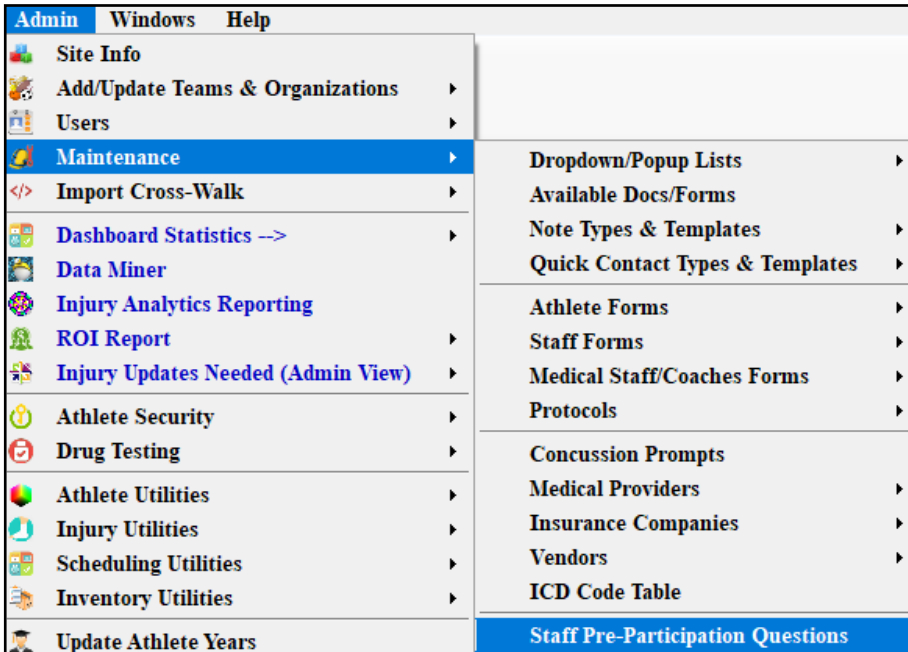 Admin Windows Help
Site Info
Add/Update Teams & Organizations
Users
Maintenance
Import Cross-Walk
Dashboard Statistics -->
Data Miner
Injury Analytics Reporting
ROI Report
Injury Updates Needed (Admin View)
Athlete Security
Drug Testing
Athlete Utilities
Injury Utilities
Scheduling Utilities
Inventory Utilities
Update Athlete Years
Dropdown/Popup Lists
Available Docs/Forms
Note Types & Templates
Quick Contact Types & Templates
Athlete Forms
Staff Forms
Medical Staff/Coaches Forms
Protocols
Concussion Prompts
Medical Providers
Insurance Companies
Vendors
ICD Code Table
Staff Pre-Participation Questions